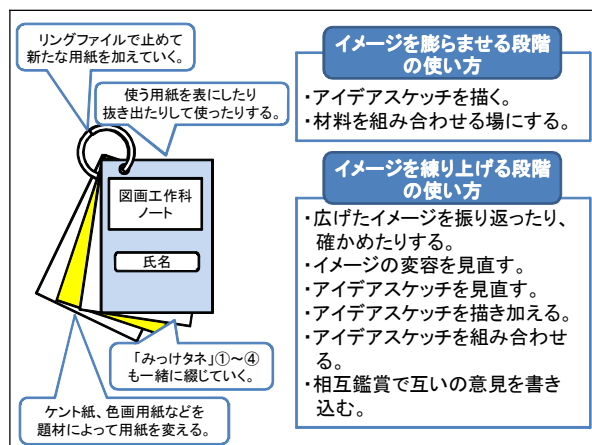 リングファイルで止めて
新たな用紙を加えていく。
使う用紙を表にしたり
抜き出たりして使ったりする。
図画工作科
ノート
氏名
「みっけタネ」①～④
も一緒に綴じていく。
ケント紙、色画用紙などを
題材によって用紙を変える。
イメージを膨らませる段階
の使い方
・アイデアスケッチを描く。
・材料を組み合わせる場にする。
イメージを練り上げる段階
の使い方
・広げたイメージを振り返ったり、
確かめたりする。
・イメージの変容を見直す。
・アイデアスケッチを見直す。
・アイデアスケッチを描き加える。
・アイデアスケッチを組み合わせ
る。
・相互鑑賞で互いの意見を書き
込む。